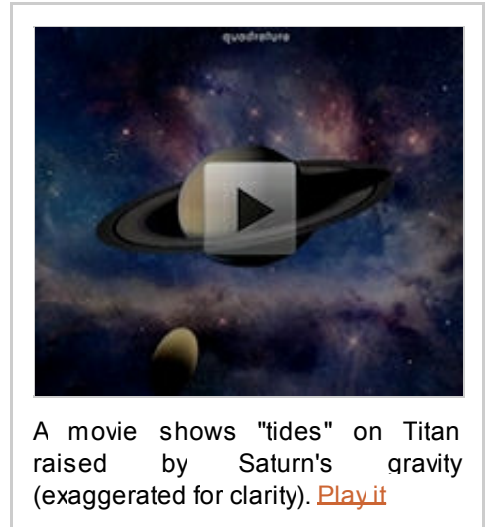 quadrature
A movie shows "tides" on Titan
raised by Saturn's gravity
(exaggerated for clarity). Play it